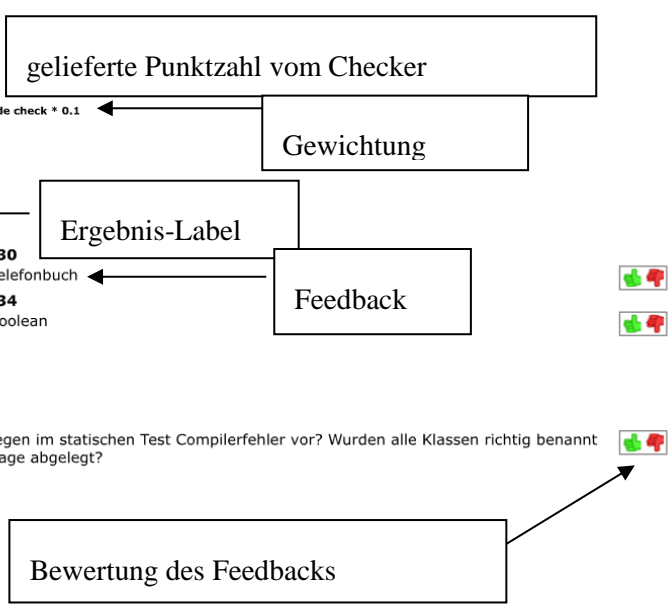 gelieferte Punktzahl vom Checker
de check * 0.1
Gewichtung
Ergebnis-Label
30
elefonbuch
Feedback
34
oolean
egen im statischen Test Compilerfehler vor? Wurden alle Klassen richtig benannt
age abgelegt?
Bewertung des Feedbacks